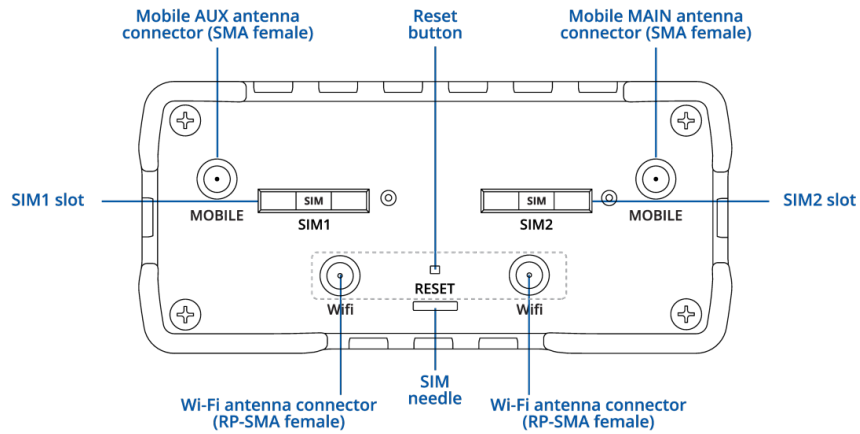 Mobile AUX antenna
connector (SMA female)
Reset
button
Mobile MAIN antenna
connector (SMA female)
SIM1 slot
MOBILE
SIM
SIM1
SIM
SIM2
MOBILE
SIM2 slot
RESET
Wifi
Wifi
Wi-Fi antenna connector
(RP-SMA female)
SIM
needle
Wi-Fi antenna connector
(RP-SMA female)